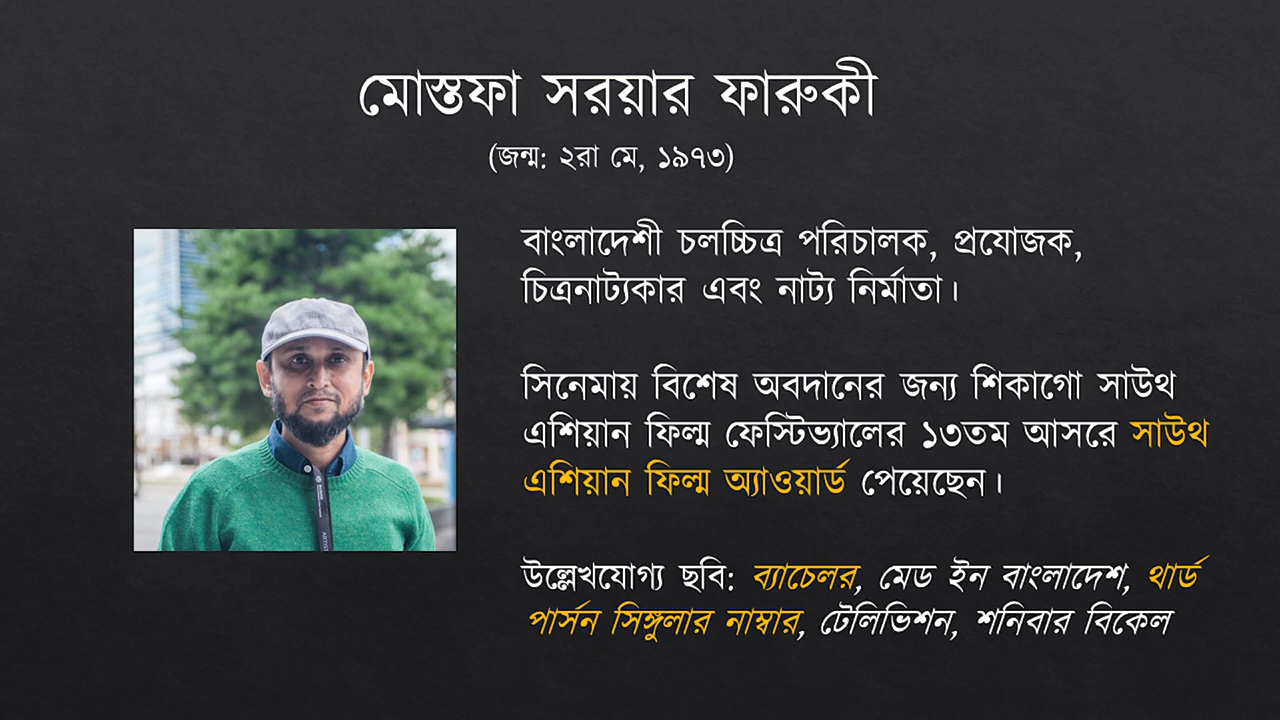 মোস্তফা সরয়ার ফারুকী
(জন্ম: ২রা মে, ১৯৭৩)
বাংলাদেশী চলচ্চিত্র পরিচালক, প্রযোজক,
চিত্রনাট্যকার এবং নাট্য নির্মাতা।
সিনেমায় বিশেষ অবদানের জন্য শিকাগো সাউথ
এশিয়ান ফিল্ম ফেস্টিভ্যালের ১৩তম আসরে সাউথ
এশিয়ান ফিল্ম অ্যাওয়ার্ড পেয়েছেন।
উল্লেখযোগ্য ছবি: ব্যাচেলর, মেড ইন বাংলাদেশ, থার্ড
পার্সন সিঙ্গুলার নাম্বার, টেলিভিশন, শনিবার বিকেল